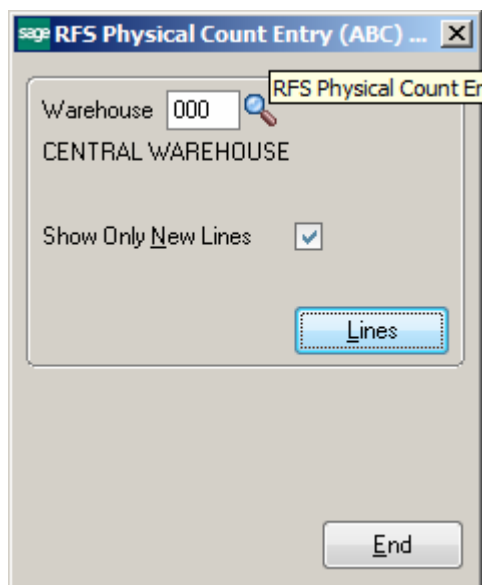 sage RFS Physical Count Entry (ABC) ...
RFS Physical Count Er
Warehouse 000
CENTRAL WAREHOUSE
Show Only New Lines
Lines
End